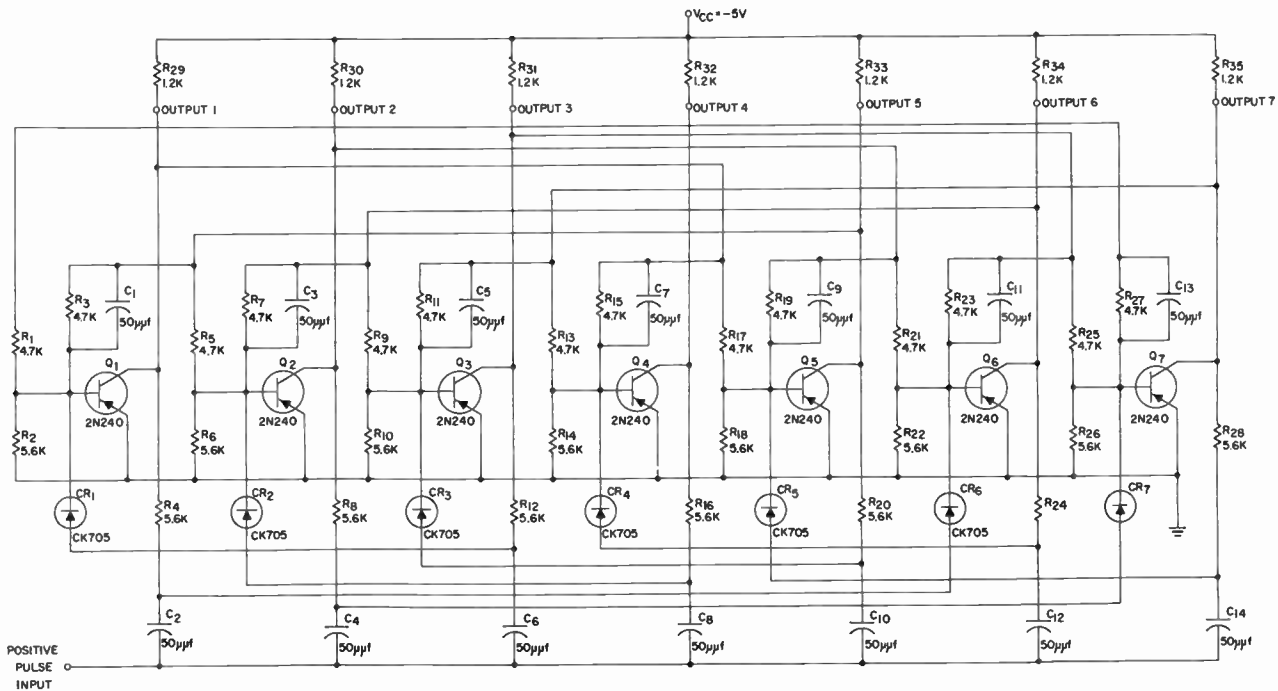 VCC = -5V
R29
1.2K
R30
1.2K
R31
1.2K
R32
1.2K
R33
1.2K
R34
1.2K
R35
1.2K
OUTPUT 1
OUTPUT 2
OUTPUT 3
OUTPUT 4
OUTPUT 5
OUTPUT 6
OUTPUT 7
R1
4.7K
R2
5.6K
R3
4.7K
C1
50μμf
Q1
2N240
R5
4.7K
R6
5.6K
R7
4.7K
C3
50μμf
Q2
2N240
R9
4.7K
R10
5.6K
R11
4.7K
C5
50μμf
Q3
2N240
R13
4.7K
R14
5.6K
R15
4.7K
C7
50μμf
Q4
2N240
R17
4.7K
R18
5.6K
R19
4.7K
C9
50μμf
Q5
2N240
R21
4.7K
R22
5.6K
R23
4.7K
C11
50μμf
Q6
2N240
R25
4.7K
R26
5.6K
R27
4.7K
C13
50μμf
Q7
2N240
R28
5.6K
CR1
CK705
R4
5.6K
CR2
CK705
R8
5.6K
CR3
CK705
R12
5.6K
CR4
CK705
R16
5.6K
CR5
CK705
R20
5.6K
CR6
CK705
R24
CR7
C2
50μμf
C4
50μμf
C6
50μμf
C8
50μμf
C10
50μμf
C12
50μμf
C14
50μμf
POSITIVE
PULSE
INPUT